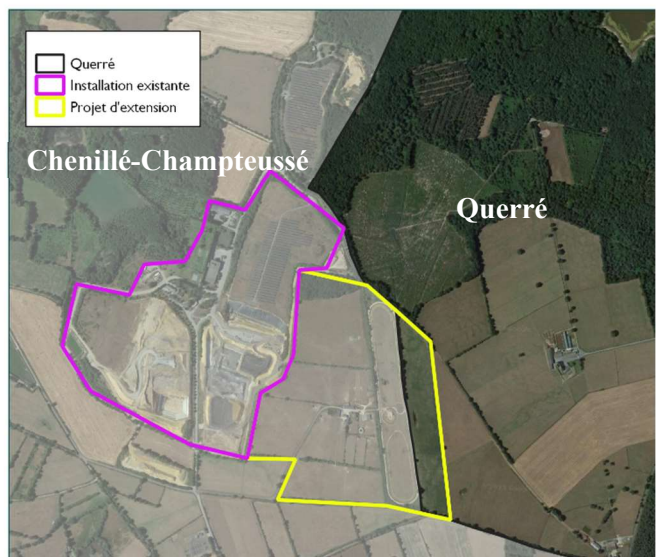 Querré
Installation existante
Projet d'extension
Chenillé-Champteussé
Querré